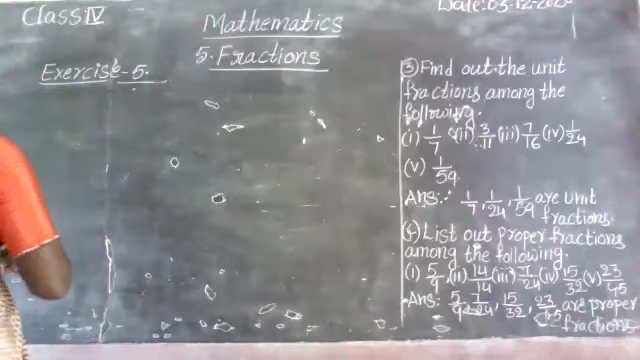 Class IV
Mathematics
5. Fractions
Exercise-5.
③ Find out the unit
fractions among the
following.
(i) 1/7 (ii) 3/11 (iii) 7/16 (iv) 1/24
(v) 1/59
Ans:- 1/7, 1/24, 1/59 are unit
fractions.
(4) List out proper fractions
among the following.
(i) 5/9 (ii) 14/14 (iii) 7/24 (iv) 15/32 (v) 23/45
Ans: 5/9, 7/24, 15/32, 23/45 are proper
fractions